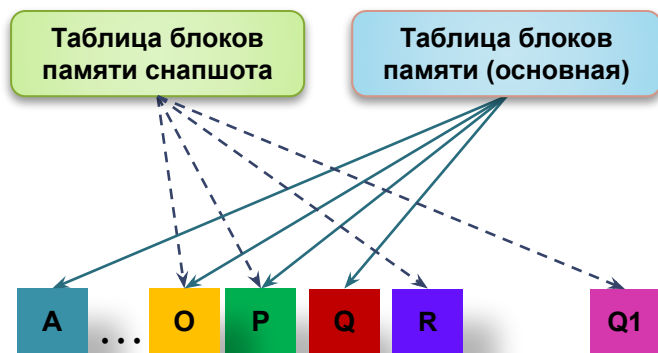 Таблица блоков
памяти снапшота
Таблица блоков
памяти (основная)
A
...
O
P
Q
R
Q1